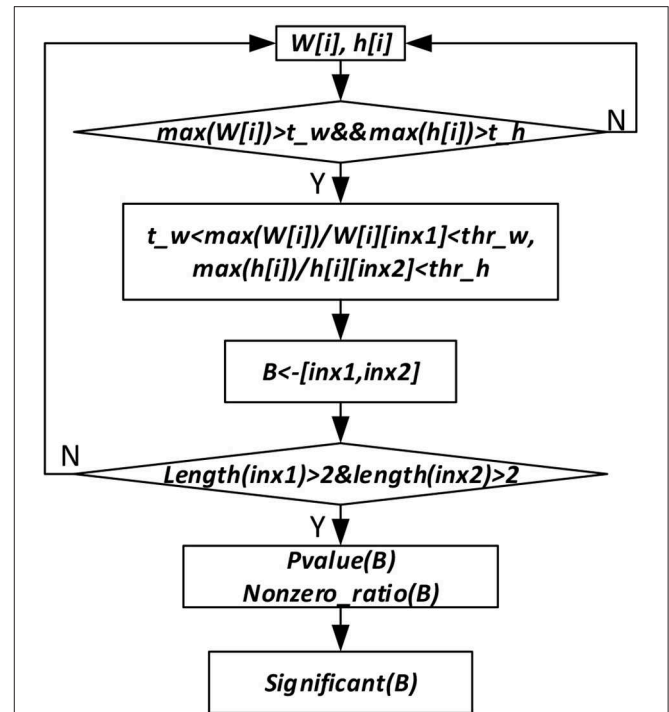 W[i], h[i]
max(W[i])>t_w&&max(h[i])>t_h
N
Y
t_w<max(W[i])/W[i][inx1]<thr_w,
max(h[i])/h[i][inx2]<thr_h
B<-[inx1,inx2]
N
Length(inx1)>2&length(inx2)>2
Y
Pvalue(B)
Nonzero_ratio(B)
Significant(B)